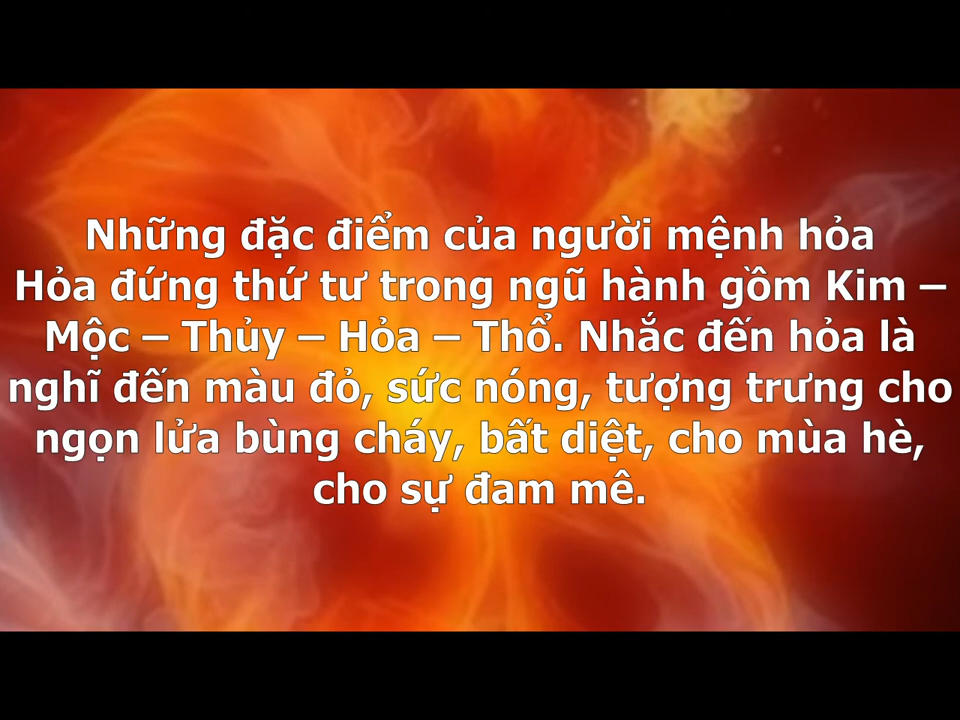 Những đặc điểm của người mệnh hỏa
Hỏa đứng thứ tư trong ngũ hành gồm Kim –
Mộc – Thủy – Hỏa – Thổ. Nhắc đến hỏa là
nghĩ đến màu đỏ, sức nóng, tượng trưng cho
ngọn lửa bùng cháy, bất diệt, cho mùa hè,
cho sự đam mê.